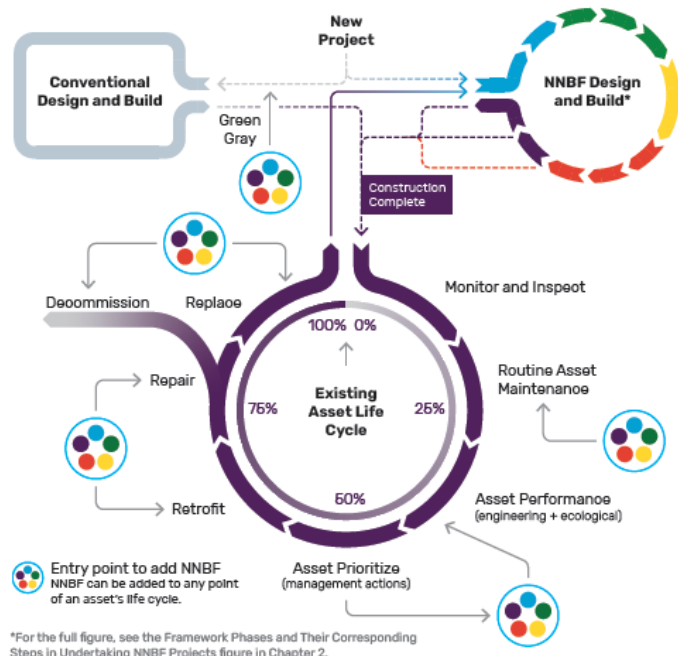 New
Project
Conventional
Design and Build
NNBF Design
and Build*
Green
Gray
Construction
Complete
Monitor and Inspect
Decommission
Replace
100% 0%
Routine Asset
Maintenance
Repair
Existing
Asset Life
Cycle
75%
25%
50%
Retrofit
Asset Performance
(engineering + ecological)
Asset Prioritize
(management actions)
Entry point to add NNBF
NNBF can be added to any point
of an asset's life cycle.
*For the full figure, see the Framework Phases and Their Corresponding
Steps in Undertaking NNBF Projects figure in Chapter 2.